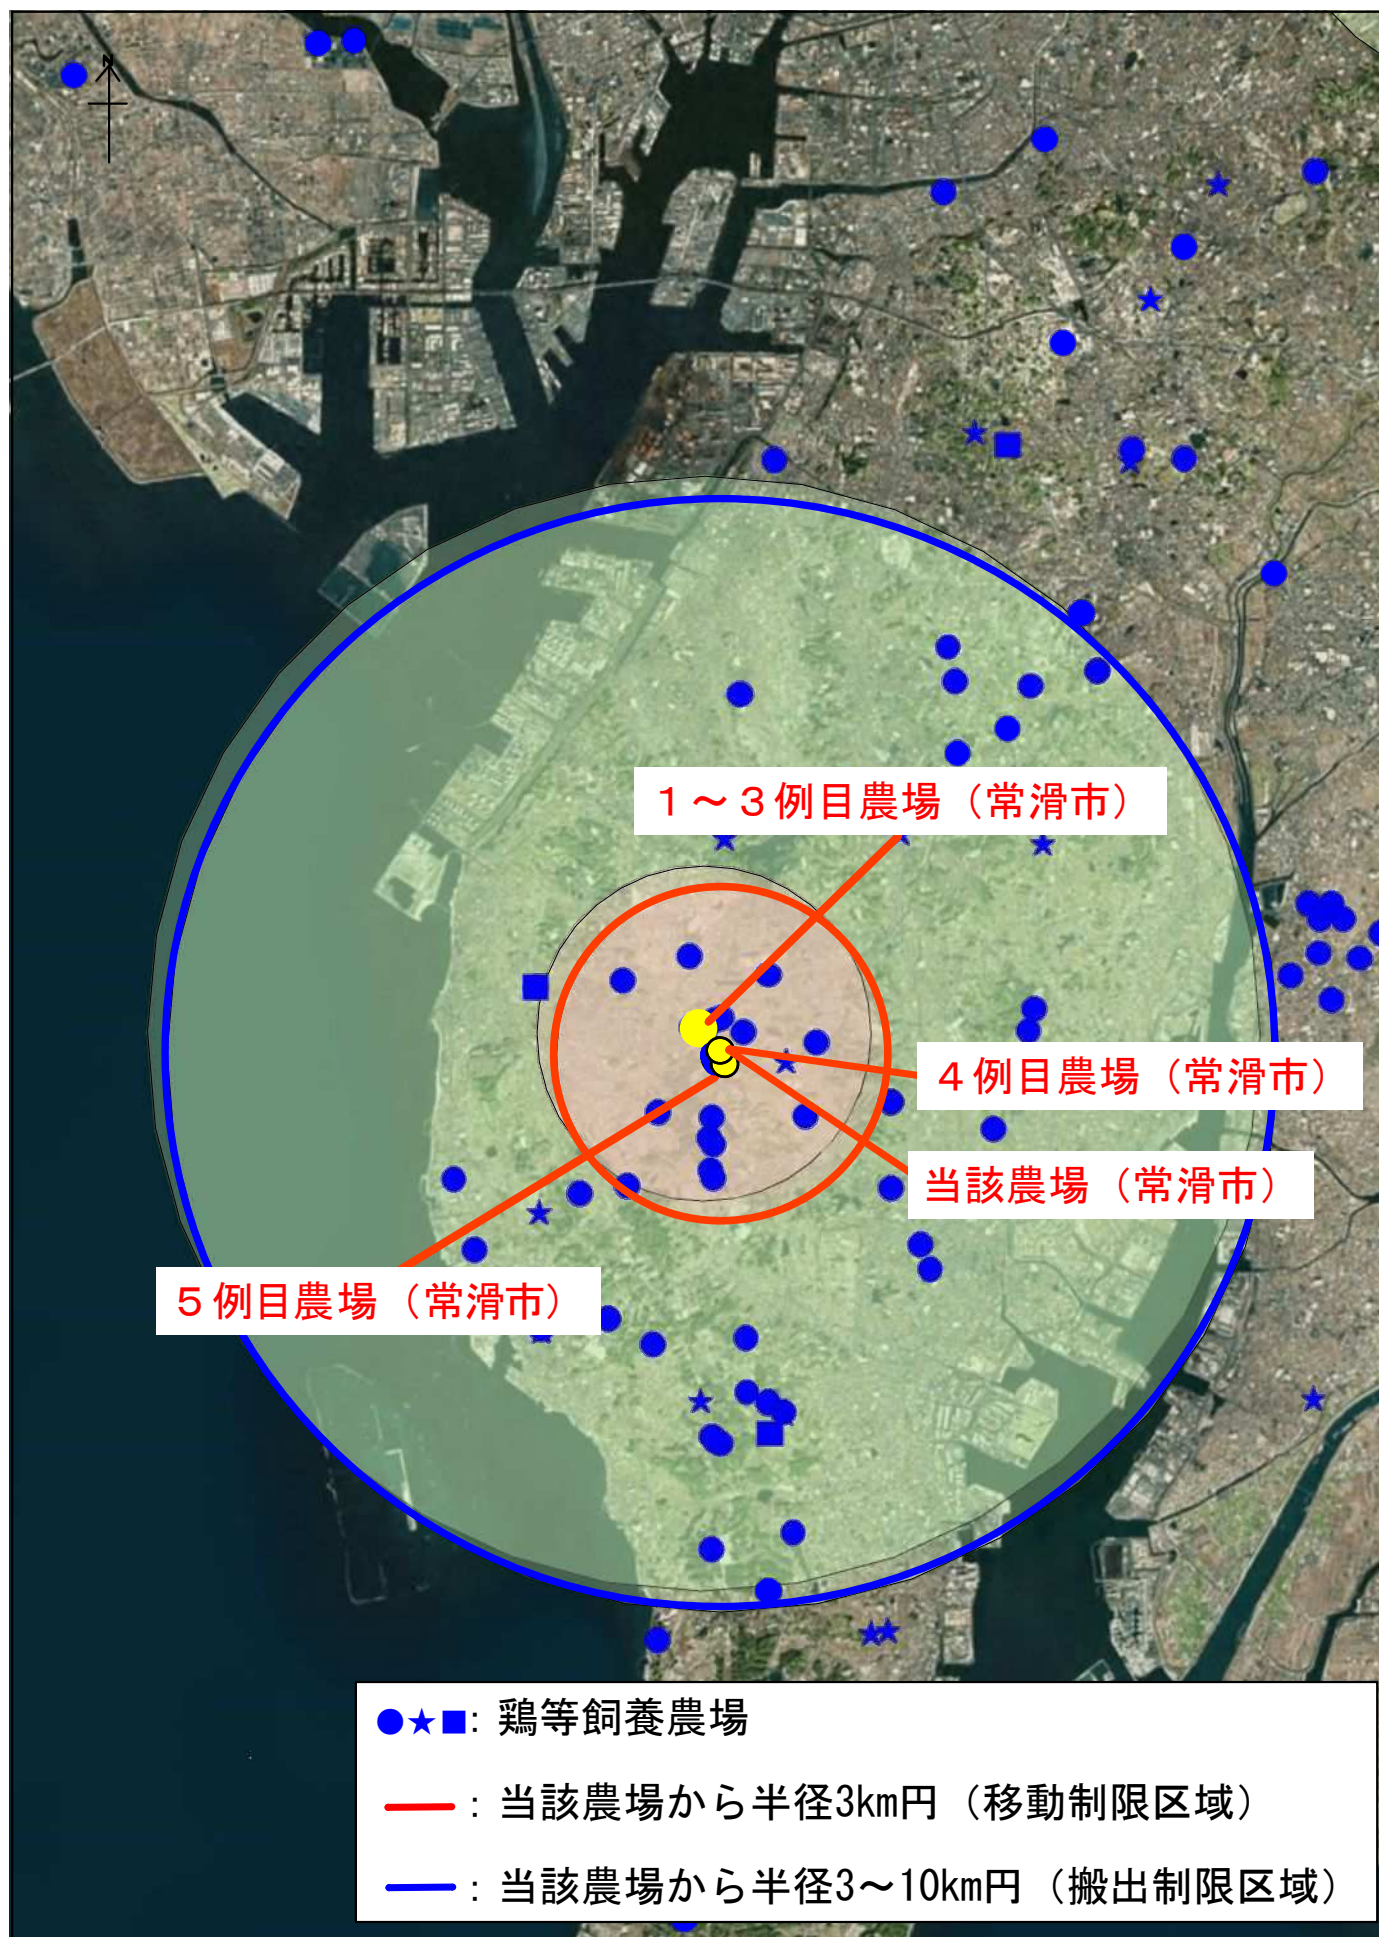 N
１～３例目農場（常滑市）
４例目農場（常滑市）
当該農場（常滑市）
５例目農場（常滑市）
●★■：鶏等飼養農場
：当該農場から半径3km円（移動制限区域）
：当該農場から半径3～10km円（搬出制限区域）